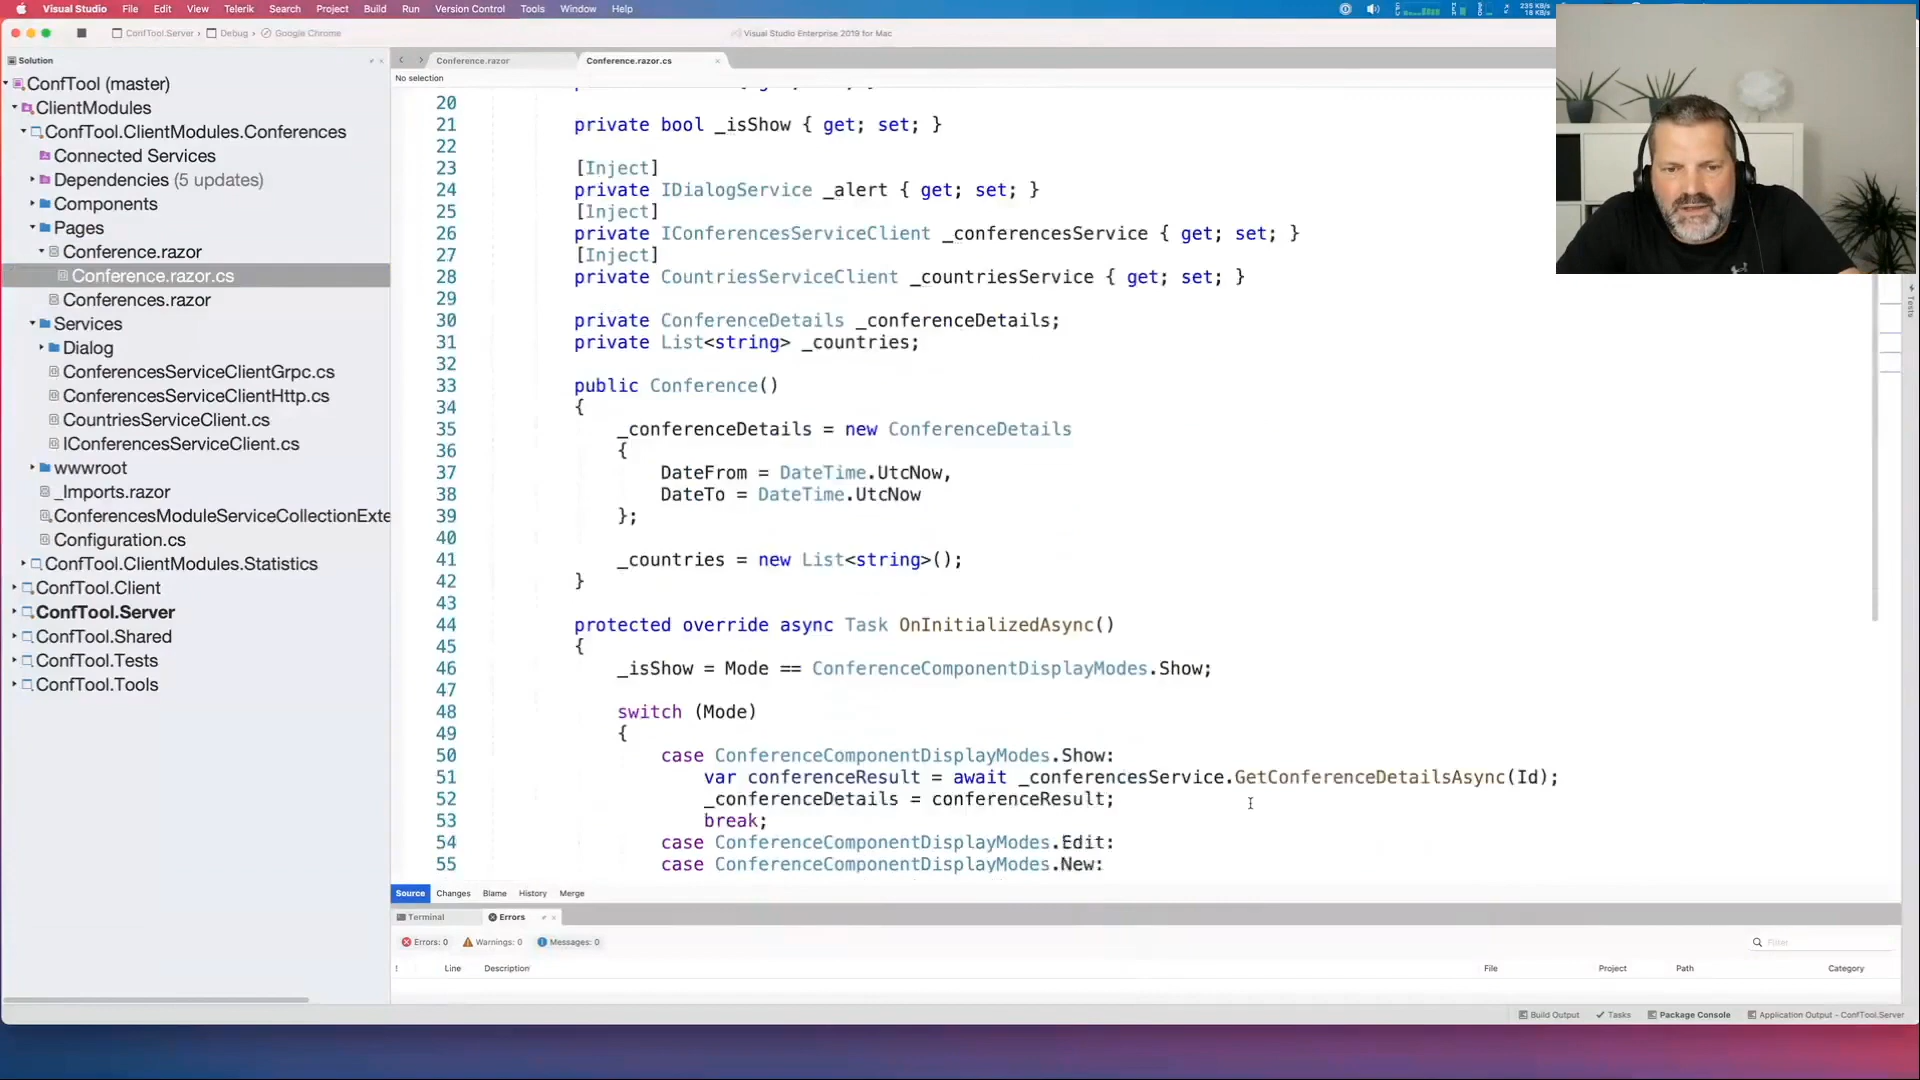 Visual Studio File Edit View Telerik Search Project Build Run Version Control Tools Window Help
235 KB/s
18 KB/s
ConfTool.Server › Debug › Google Chrome
Visual Studio Enterprise 2019 for Mac
Solution
ConfTool (master)
ClientModules
ConfTool.ClientModules.Conferences
Connected Services
Dependencies (5 updates)
Components
Pages
Conference.razor
Conference.razor.cs
Conferences.razor
Services
Dialog
ConferencesServiceClientGrpc.cs
ConferencesServiceClientHttp.cs
CountriesServiceClient.cs
IConferencesServiceClient.cs
wwwroot
_Imports.razor
ConferencesModuleServiceCollectionExte
Configuration.cs
ConfTool.ClientModules.Statistics
ConfTool.Client
ConfTool.Server
ConfTool.Shared
ConfTool.Tests
ConfTool.Tools
Conference.razor
Conference.razor.cs
No selection
20
21 private bool _isShow { get; set; }
22
23 [Inject]
24 private IDialogService _alert { get; set; }
25 [Inject]
26 private IConferencesServiceClient _conferencesService { get; set; }
27 [Inject]
28 private CountriesServiceClient _countriesService { get; set; }
29
30 private ConferenceDetails _conferenceDetails;
31 private List<string> _countries;
32
33 public Conference()
34 {
35 _conferenceDetails = new ConferenceDetails
36 {
37 DateFrom = DateTime.UtcNow,
38 DateTo = DateTime.UtcNow
39 };
40
41 _countries = new List<string>();
42 }
43
44 protected override async Task OnInitializedAsync()
45 {
46 _isShow = Mode == ConferenceComponentDisplayModes.Show;
47
48 switch (Mode)
49 {
50 case ConferenceComponentDisplayModes.Show:
51 var conferenceResult = await _conferencesService.GetConferenceDetailsAsync(Id);
52 _conferenceDetails = conferenceResult;
53 break;
54 case ConferenceComponentDisplayModes.Edit:
55 case ConferenceComponentDisplayModes.New:
Source Changes Blame History Merge
Terminal Errors
Errors: 0 Warnings: 0 Messages: 0
Filter
! Line Description File Project Path Category
Build Output Tasks Package Console Application Output - ConfTool.Server
Tests